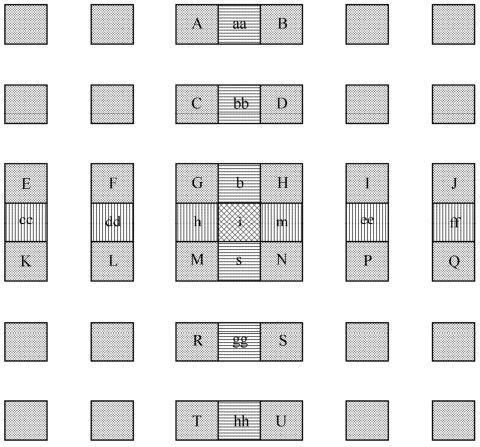 A aa B
C bb D
E F G b H I J
cc dd h i m ee ff
K L M s N P Q
R gg S
T hh U